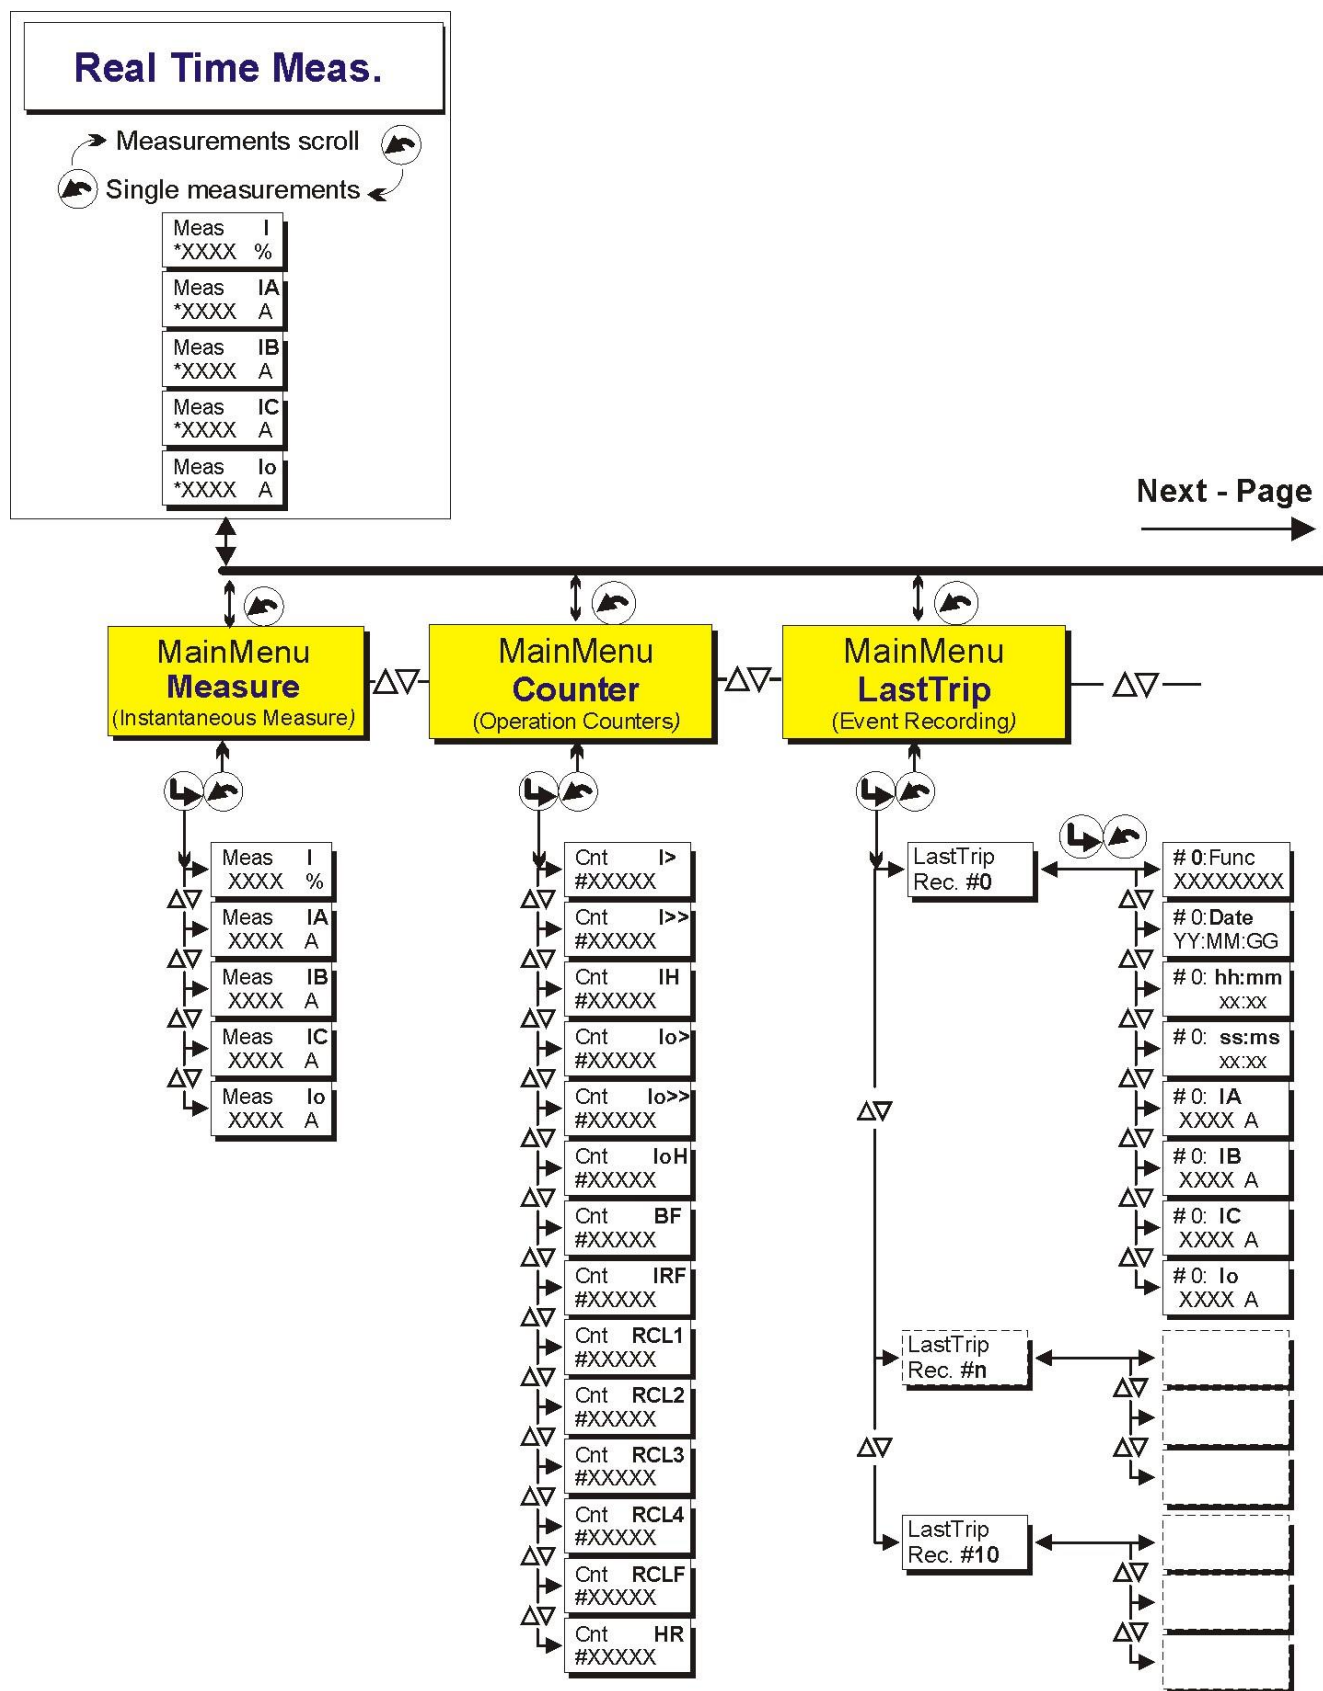 Real Time Meas.
Measurements scroll
Single measurements
Meas I
*XXXX %
Meas IA
*XXXX A
Meas IB
*XXXX A
Meas IC
*XXXX A
Meas Io
*XXXX A
Next - Page
MainMenu
Measure
(Instantaneous Measure)
MainMenu
Counter
(Operation Counters)
MainMenu
LastTrip
(Event Recording)
Meas I
XXXX %
Meas IA
XXXX A
Meas IB
XXXX A
Meas IC
XXXX A
Meas Io
XXXX A
Cnt I>
#XXXXX
Cnt I>>
#XXXXX
Cnt IH
#XXXXX
Cnt Io>
#XXXXX
Cnt Io>>
#XXXXX
Cnt IoH
#XXXXX
Cnt BF
#XXXXX
Cnt IRF
#XXXXX
Cnt RCL1
#XXXXX
Cnt RCL2
#XXXXX
Cnt RCL3
#XXXXX
Cnt RCL4
#XXXXX
Cnt RCLF
#XXXXX
Cnt HR
#XXXXX
LastTrip
Rec. #0
# 0:Func
XXXXXXXX
# 0:Date
YY:MM:GG
# 0: hh:mm
xx:xx
# 0: ss:ms
xx:xx
# 0: IA
XXXX A
# 0: IB
XXXX A
# 0: IC
XXXX A
# 0: Io
XXXX A
LastTrip
Rec. #n
LastTrip
Rec. #10